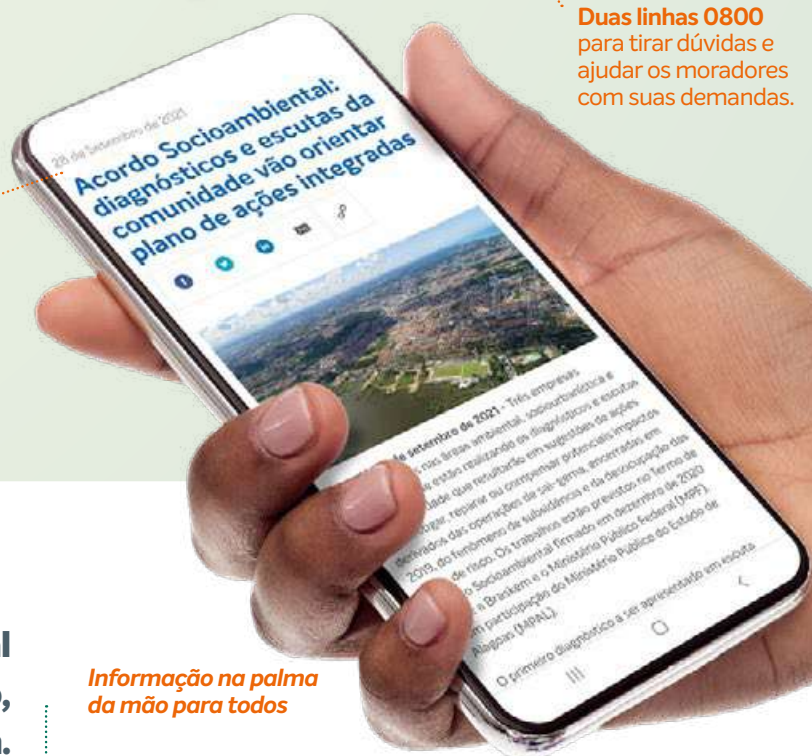 Duas linhas 0800
para tirar dúvidas e
ajudar os moradores
com suas demandas.
28 de Setembro de 2021
Acordo Socioambiental:
diagnósticos e escutas da
comunidade vão orientar
plano de ações integradas
de setembro de 2021 - Três empresas
nas áreas ambiental, sociourbanística e
estão realizando os diagnósticos e escutas
que resultarão em sugestões de ações
reparar ou compensar potenciais impactos
derivados das operações de sal-gema, encerradas em
2019, do fenômeno de subsidência e da desocupação das
de risco. Os trabalhos estão previstos no Termo de
Socioambiental firmado em dezembro de 2020
a Braskem e o Ministério Público Federal (MPF),
participação do Ministério Público do Estado de
Alagoas (MPAL).
O primeiro diagnóstico a ser apresentado em escuta
Informação na palma
da mão para todos